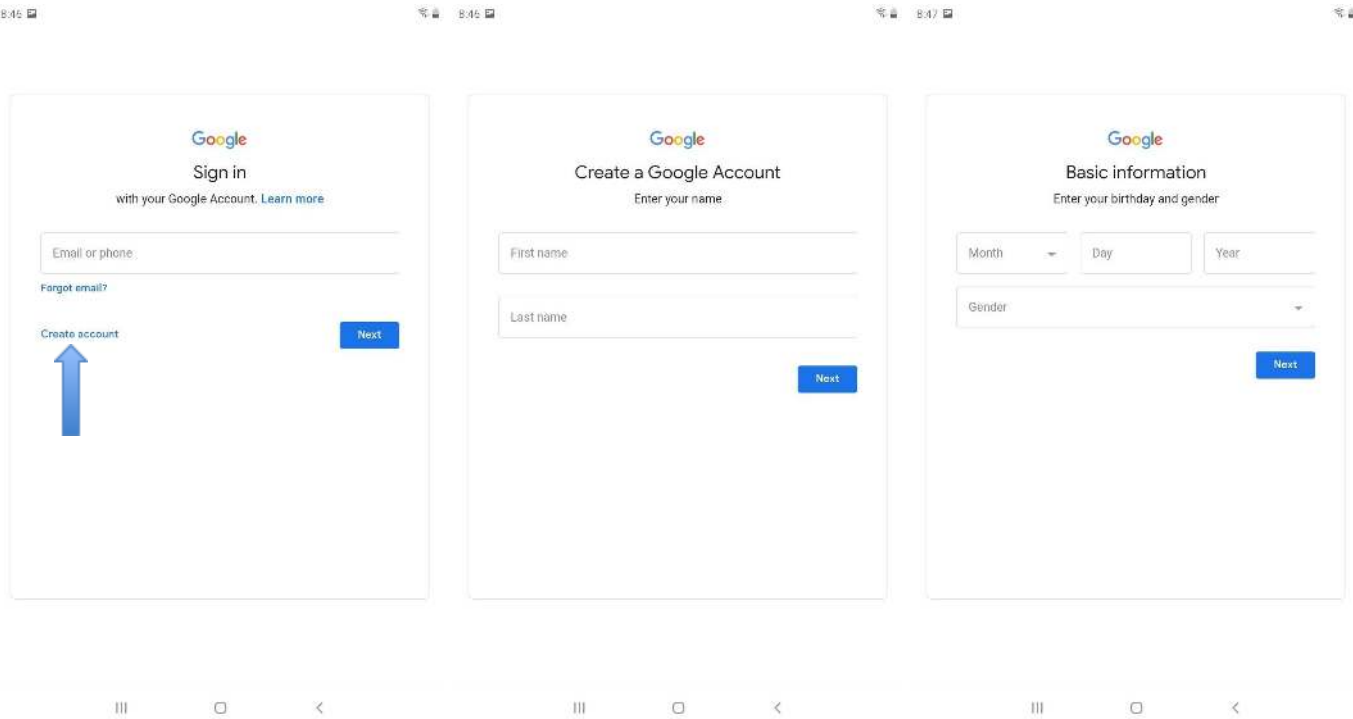 8:46
Google
Sign in
with your Google Account. Learn more
Email or phone
Forgot email?
Create account
Next
8:46
Google
Create a Google Account
Enter your name
First name
Last name
Next
8:47
Google
Basic information
Enter your birthday and gender
Month Day Year
Gender
Next